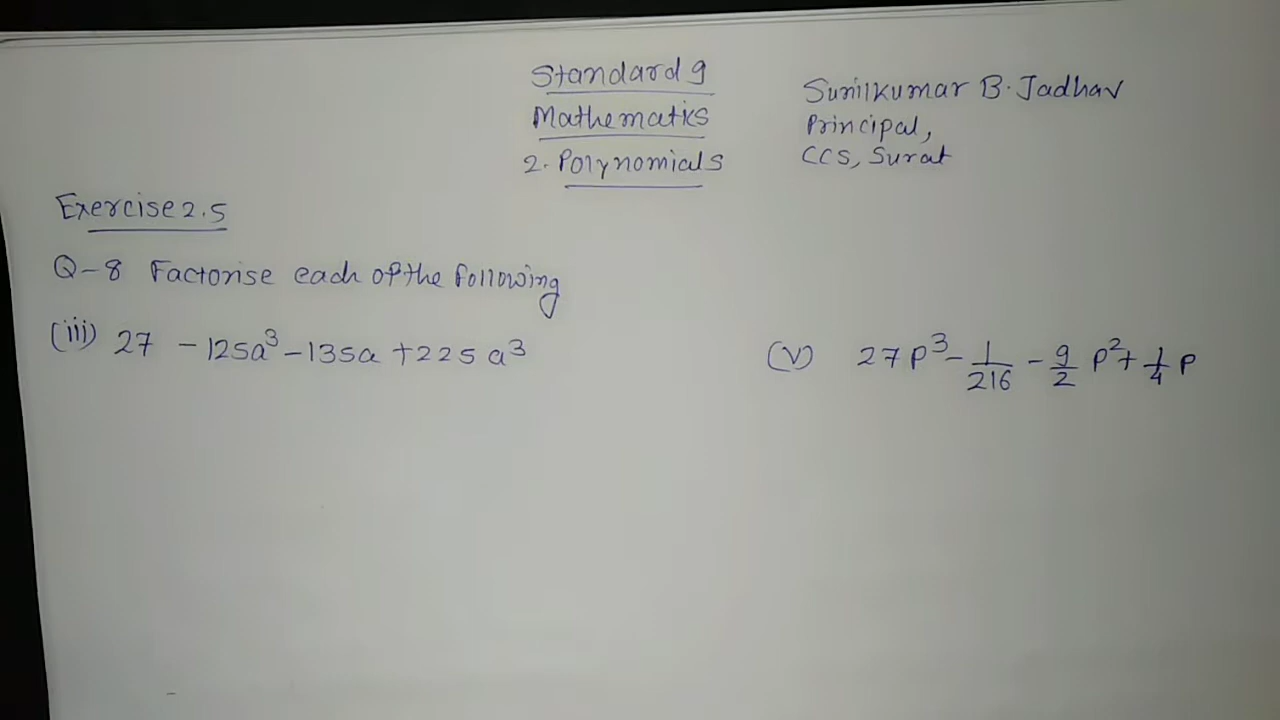 Standard 9
Mathematics
2. Polynomials
Sunilkumar B. Jadhav
Principal,
CCS, Surat
Exercise 2.5
Q-8 Factorise each of the following
(iii) 27 - 125a³ - 135a + 225a³
(v) 27p³ - 1/216 - 9/2 p² + 1/4 p